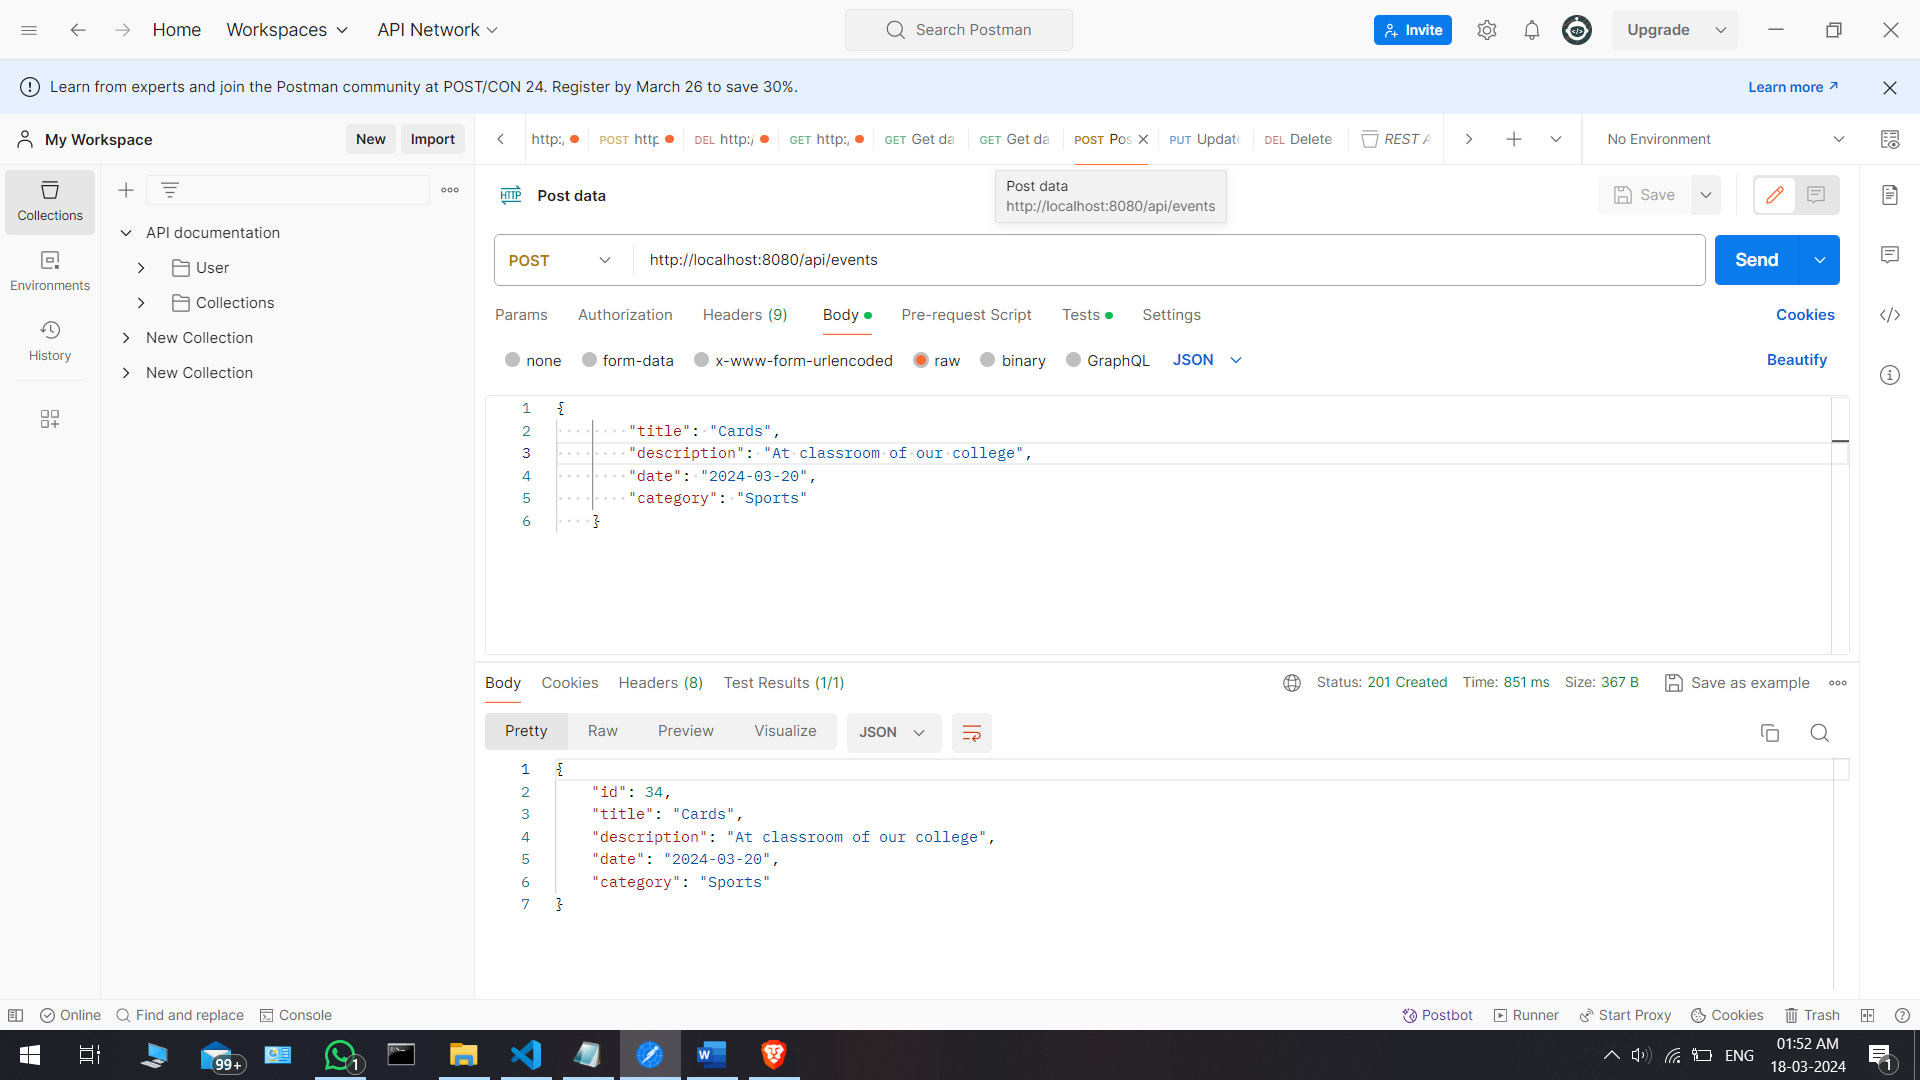 Home Workspaces API Network Search Postman Invite Upgrade
Learn from experts and join the Postman community at POST/CON 24. Register by March 26 to save 30%. Learn more
My Workspace New Import http:/ POST http DEL http:/ GET http:/ GET Get da GET Get da POST Pos PUT Update DEL Delete REST A No Environment
Collections
Environments
History
API documentation
User
Collections
New Collection
New Collection
HTTP Post data Save
Post data
http://localhost:8080/api/events
POST http://localhost:8080/api/events Send
Params Authorization Headers (9) Body Pre-request Script Tests Settings Cookies
none form-data x-www-form-urlencoded raw binary GraphQL JSON Beautify
1 {
2 "title": "Cards",
3 "description": "At classroom of our college",
4 "date": "2024-03-20",
5 "category": "Sports"
6 }
Body Cookies Headers (8) Test Results (1/1) Status: 201 Created Time: 851 ms Size: 367 B Save as example
Pretty Raw Preview Visualize JSON
1 {
2 "id": 34,
3 "title": "Cards",
4 "description": "At classroom of our college",
5 "date": "2024-03-20",
6 "category": "Sports"
7 }
Online Find and replace Console Postbot Runner Start Proxy Cookies Trash
99+ 1 ENG 01:52 AM
18-03-2024 1